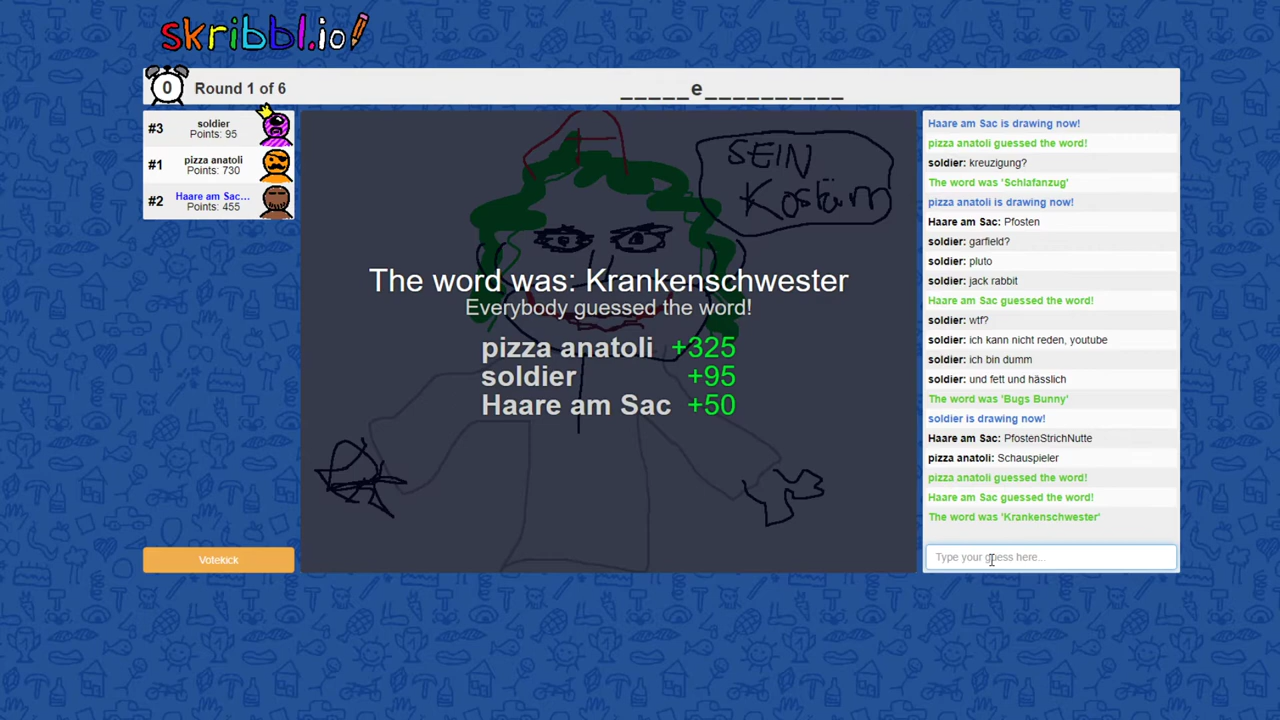 skribbl.io
0
Round 1 of 6
_____e__________
#3
soldier
Points: 95
#1
pizza anatoli
Points: 730
#2
Haare am Sac...
Points: 455
Votekick
SEIN
Kostüm
The word was: Krankenschwester
Everybody guessed the word!
pizza anatoli +325
soldier +95
Haare am Sac +50
Haare am Sac is drawing now!
pizza anatoli guessed the word!
soldier: kreuzigung?
The word was 'Schlafanzug'
pizza anatoli is drawing now!
Haare am Sac: Pfosten
soldier: garfield?
soldier: pluto
soldier: jack rabbit
Haare am Sac guessed the word!
soldier: wtf?
soldier: ich kann nicht reden, youtube
soldier: ich bin dumm
soldier: und fett und hässlich
The word was 'Bugs Bunny'
soldier is drawing now!
Haare am Sac: PfostenStrichNutte
pizza anatoli: Schauspieler
pizza anatoli guessed the word!
Haare am Sac guessed the word!
The word was 'Krankenschwester'
Type your guess here...